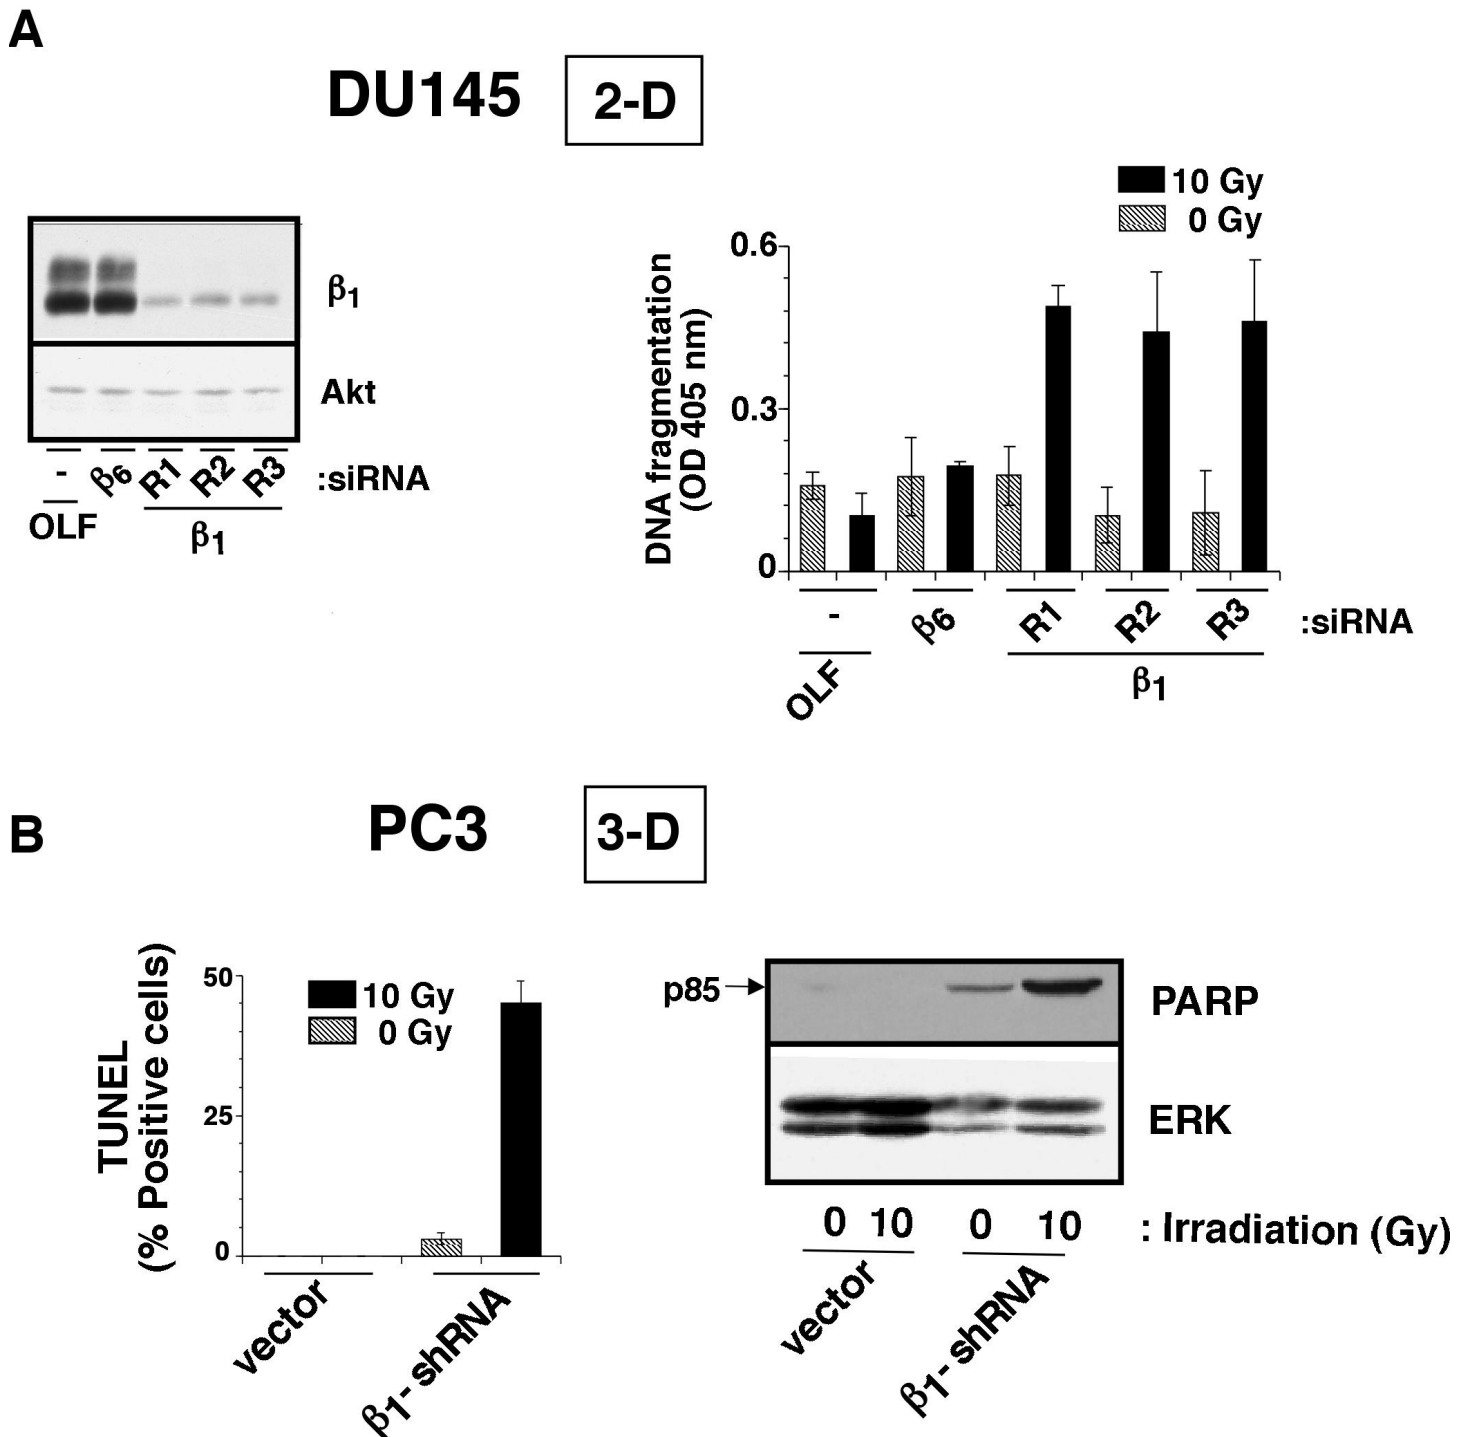 A
DU145 2-D
β1
Akt
- β6 R1 R2 R3 :siRNA
OLF β1
10 Gy
0 Gy
DNA fragmentation
(OD 405 nm)
0.6
0.3
0
- β6 R1 R2 R3 :siRNA
OLF β1
B
PC3 3-D
TUNEL
(% Positive cells)
50
25
0
10 Gy
0 Gy
vector β1- shRNA
p85
PARP
ERK
0 10 0 10 : Irradiation (Gy)
vector β1- shRNA